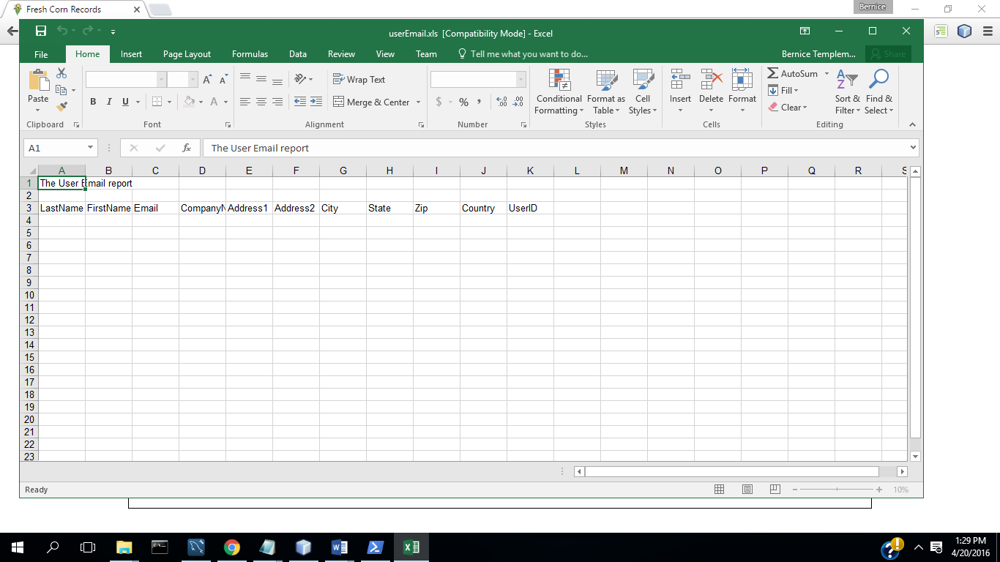 Fresh Corn Records
Bernice
userEmail.xls [Compatibility Mode] - Excel
File Home Insert Page Layout Formulas Data Review View Team Tell me what you want to do... Bernice Templem... Share
Paste
Clipboard
B I U
A A
Font
Wrap Text
Merge & Center
Alignment
$ % ,
Number
Conditional Formatting
Format as Table
Cell Styles
Styles
Insert Delete Format
Cells
AutoSum
Fill
Clear
Sort & Filter
Find & Select
Editing
A1 fx The User Email report
A B C D E F G H I J K L M N O P Q R S
1 The User Email report
2
3 LastName FirstName Email CompanyN Address1 Address2 City State Zip Country UserID
4
5
6
7
8
9
10
11
12
13
14
15
16
17
18
19
20
21
22
23
Ready 10%
1:29 PM
4/20/2016